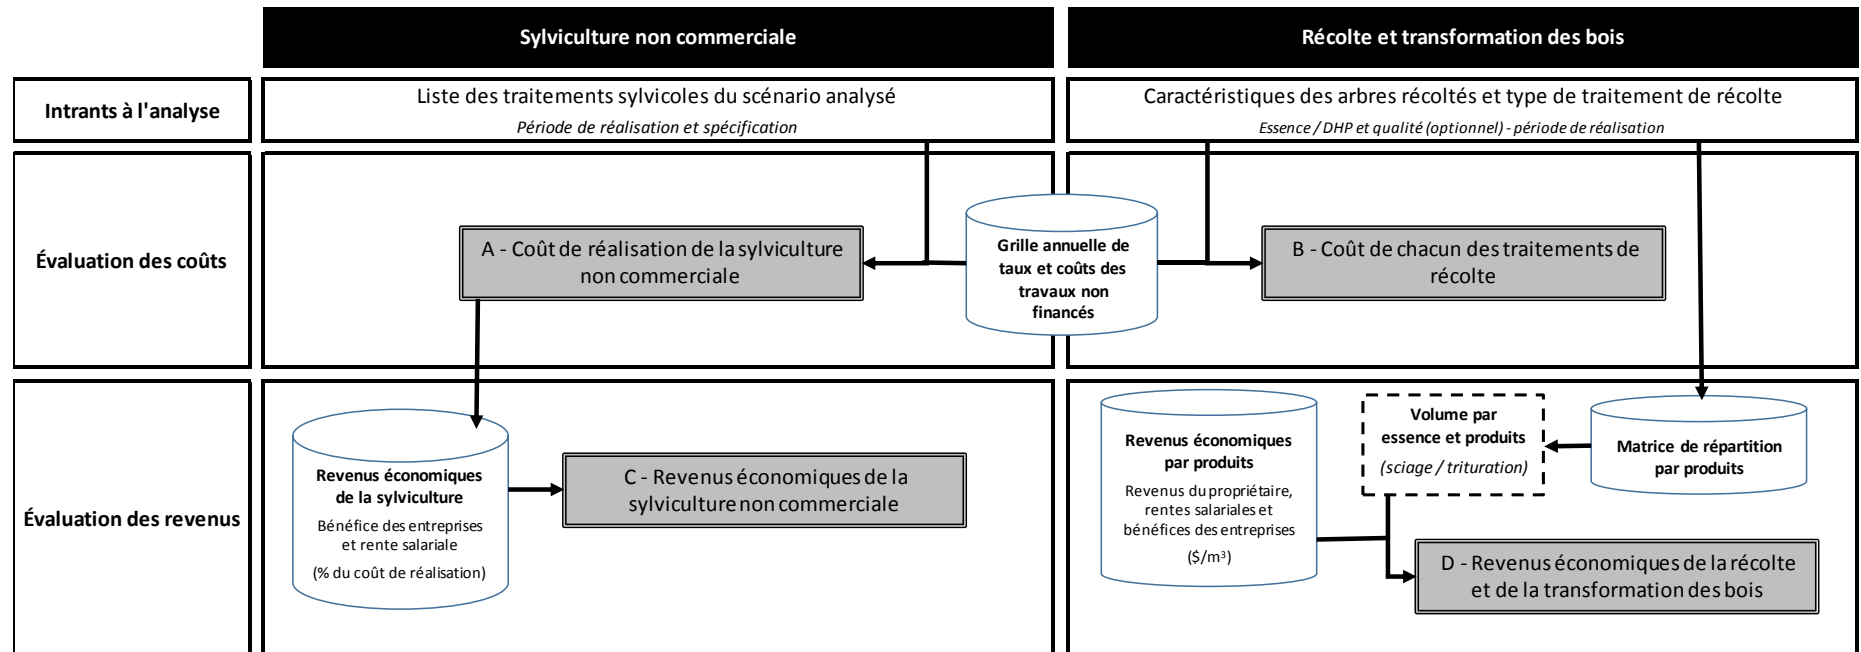 Sylviculture non commerciale
Récolte et transformation des bois
Intrants à l'analyse
Liste des traitements sylvicoles du scénario analysé
Période de réalisation et spécification
Caractéristiques des arbres récoltés et type de traitement de récolte
Essence / DHP et qualité (optionnel) - période de réalisation
Évaluation des coûts
A - Coût de réalisation de la sylviculture
non commerciale
Grille annuelle de
taux et coûts des
travaux non
financés
B - Coût de chacun des traitements de
récolte
Évaluation des revenus
Revenus économiques
de la sylviculture
Bénéfice des entreprises
et rente salariale
(% du coût de réalisation)
C - Revenus économiques de la
sylviculture non commerciale
Revenus économiques
par produits
Revenus du propriétaire,
rentes salariales et
bénéfices des entreprises
($/m³)
Volume par
essence et produits
(sciage / trituration)
Matrice de répartition
par produits
D - Revenus économiques de la récolte
et de la transformation des bois